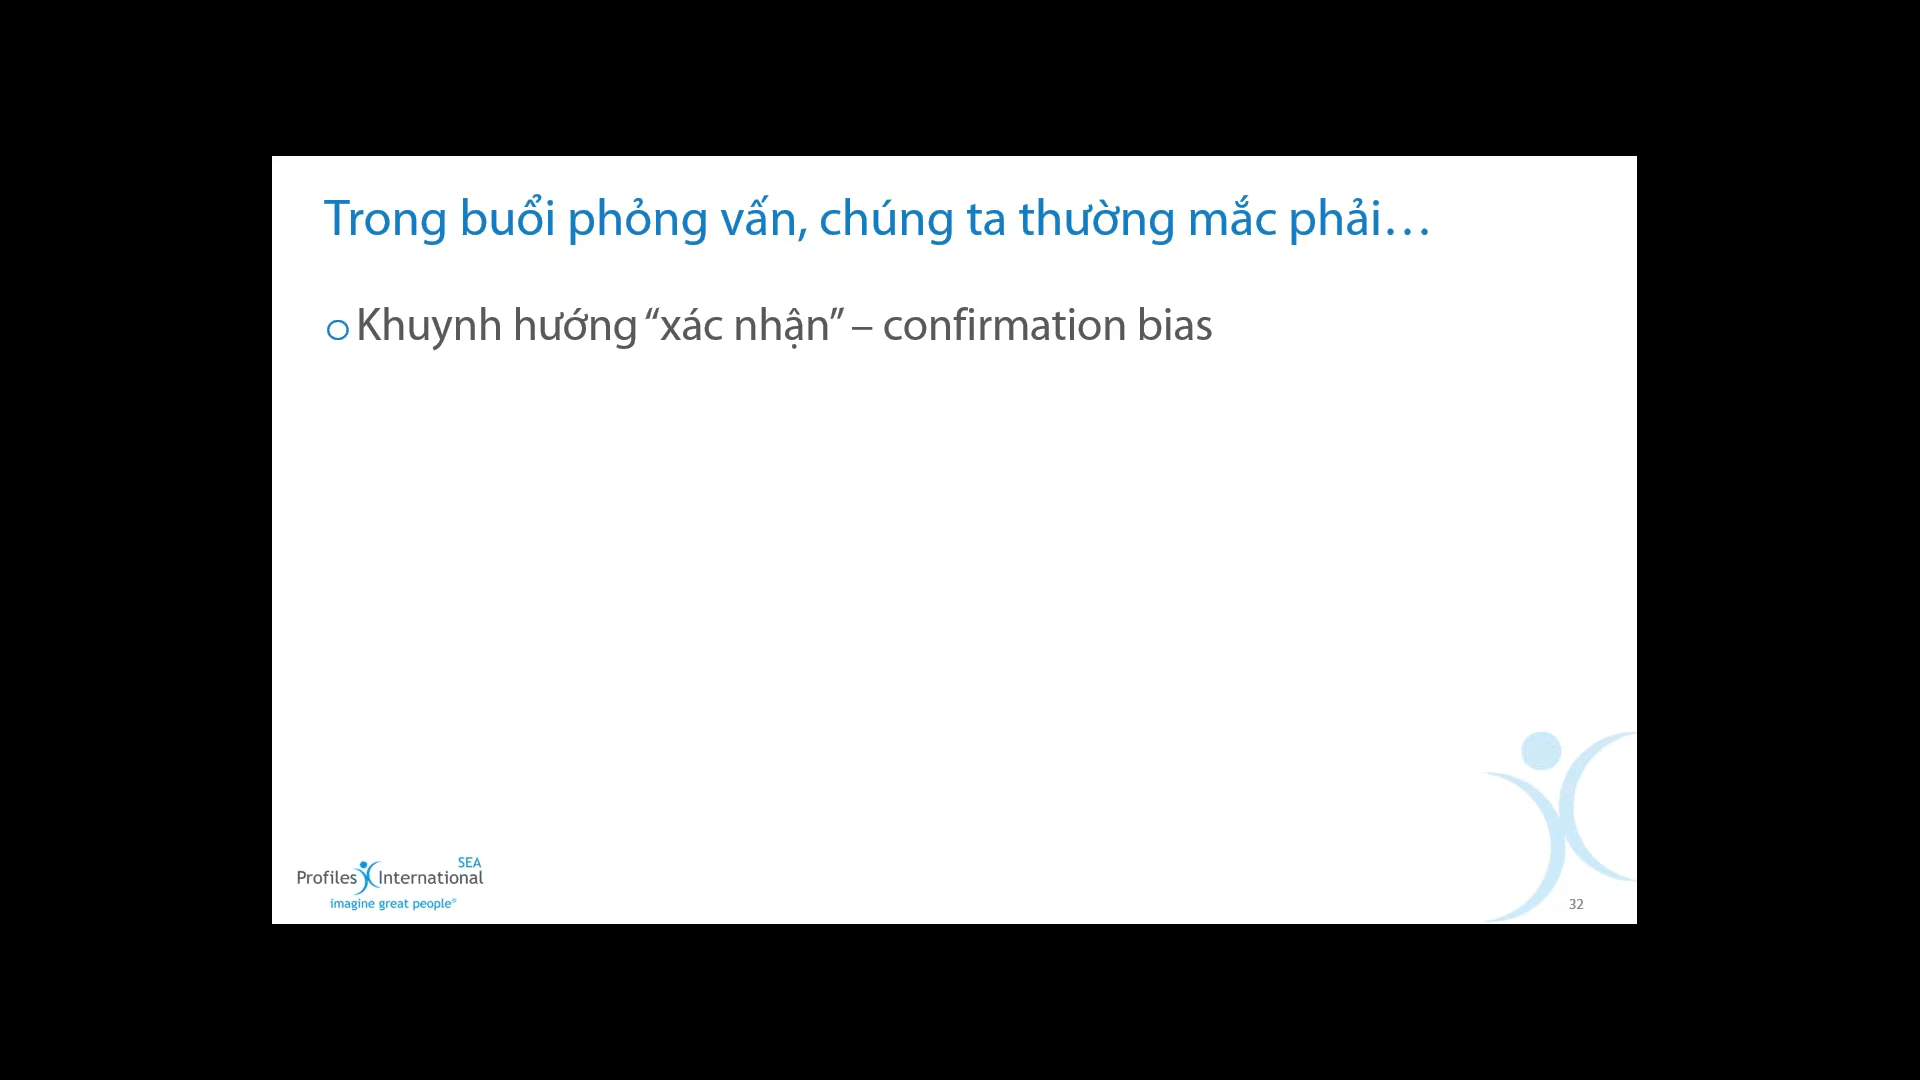 Trong buổi phỏng vấn, chúng ta thường mắc phải…
Khuynh hướng “xác nhận” – confirmation bias
SEA
Profiles International
imagine great people®
32